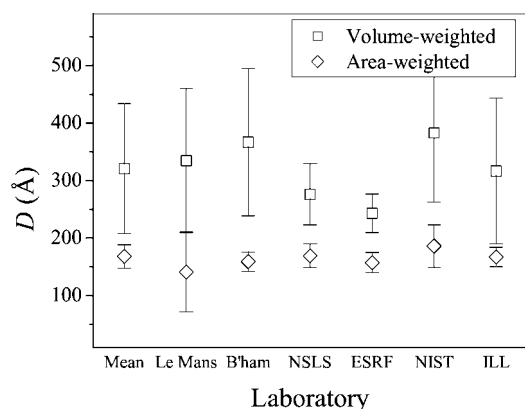 Volume-weighted
Area-weighted
500
400
300
200
100
D (Å)
Mean Le Mans B'ham NSLS ESRF NIST ILL
Laboratory